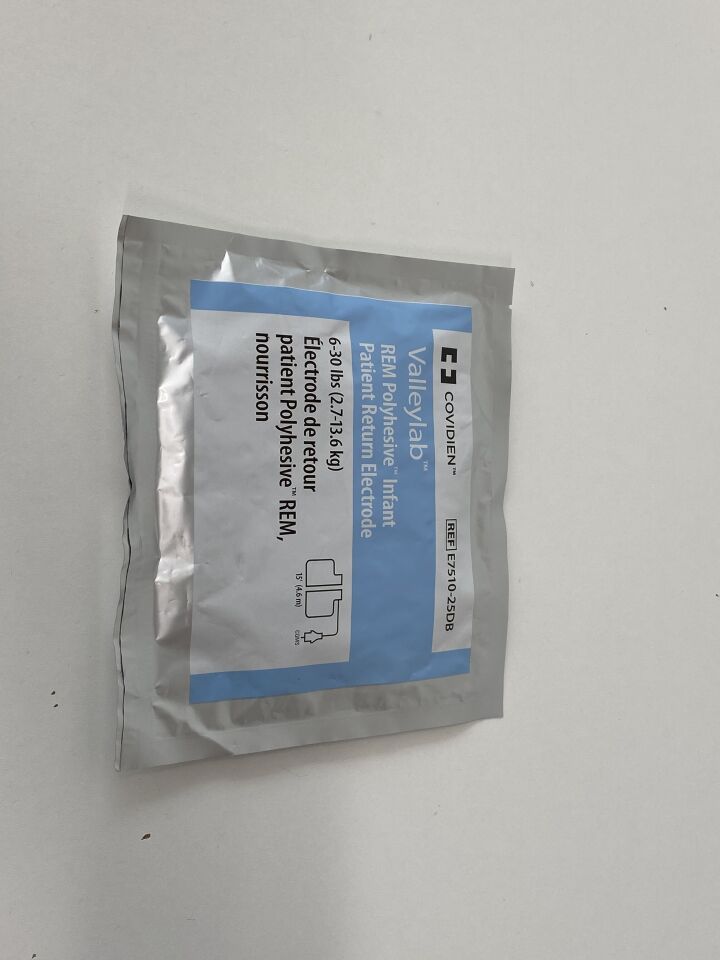 COVIDIEN™
REF E7510-25DB
Valleylab™
REM Polyhesive™ Infant
Patient Return Electrode
6-30 lbs (2.7-13.6 kg)
Électrode de retour
patient Polyhesive™ REM,
nourrisson
15' (4.6 m)